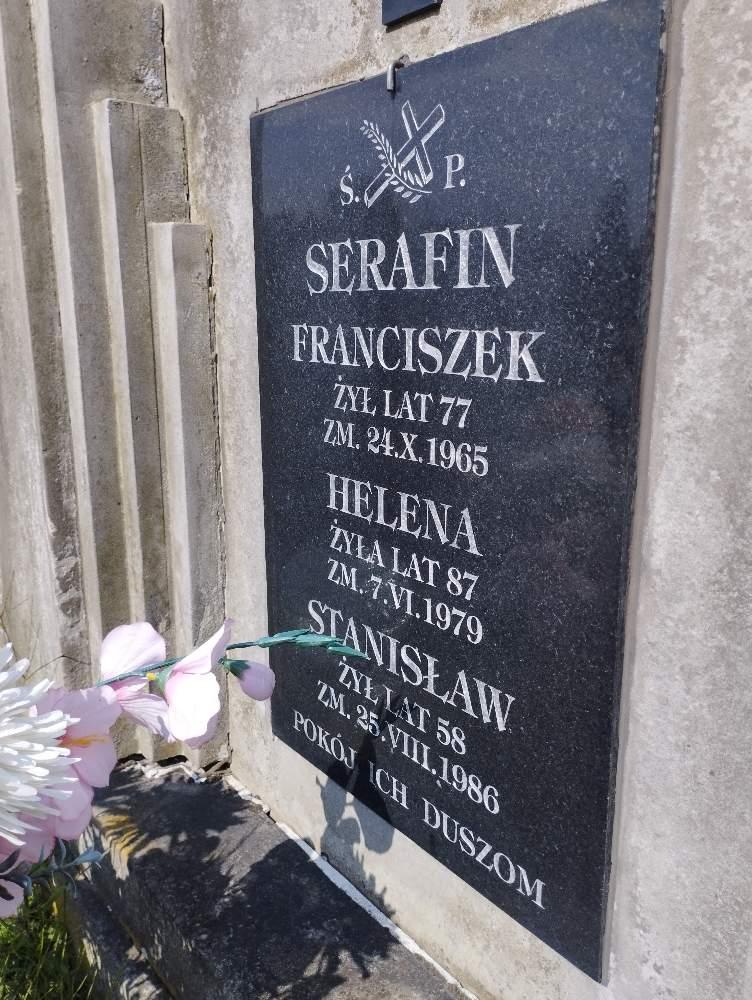 Ś. P.
SERAFIN
FRANCISZEK
ŻYŁ LAT 77
ZM. 24.X.1965
HELENA
ŻYŁA LAT 87
ZM. 7.VI.1979
STANISŁAW
ŻYŁ LAT 58
ZM. 25.VIII.1986
POKÓJ ICH DUSZOM